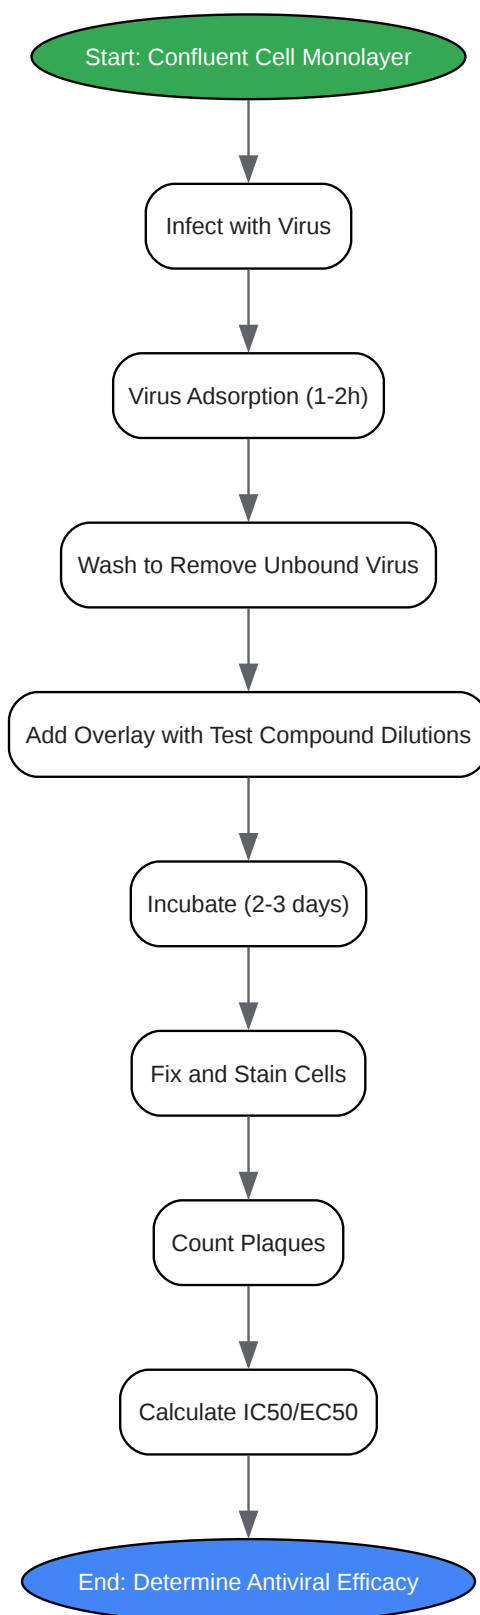 Start: Confluent Cell Monolayer
Infect with Virus
Virus Adsorption (1-2h)
Wash to Remove Unbound Virus
Add Overlay with Test Compound Dilutions
Incubate (2-3 days)
Fix and Stain Cells
Count Plaques
Calculate IC50/EC50
End: Determine Antiviral Efficacy